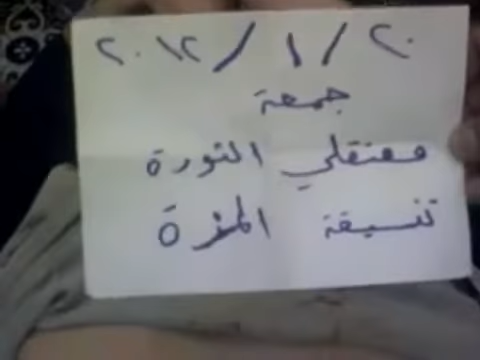 ٢٠ / ١ / ٢٠١٢
جمعة
معتقلي الثورة
تنسيقة المزة